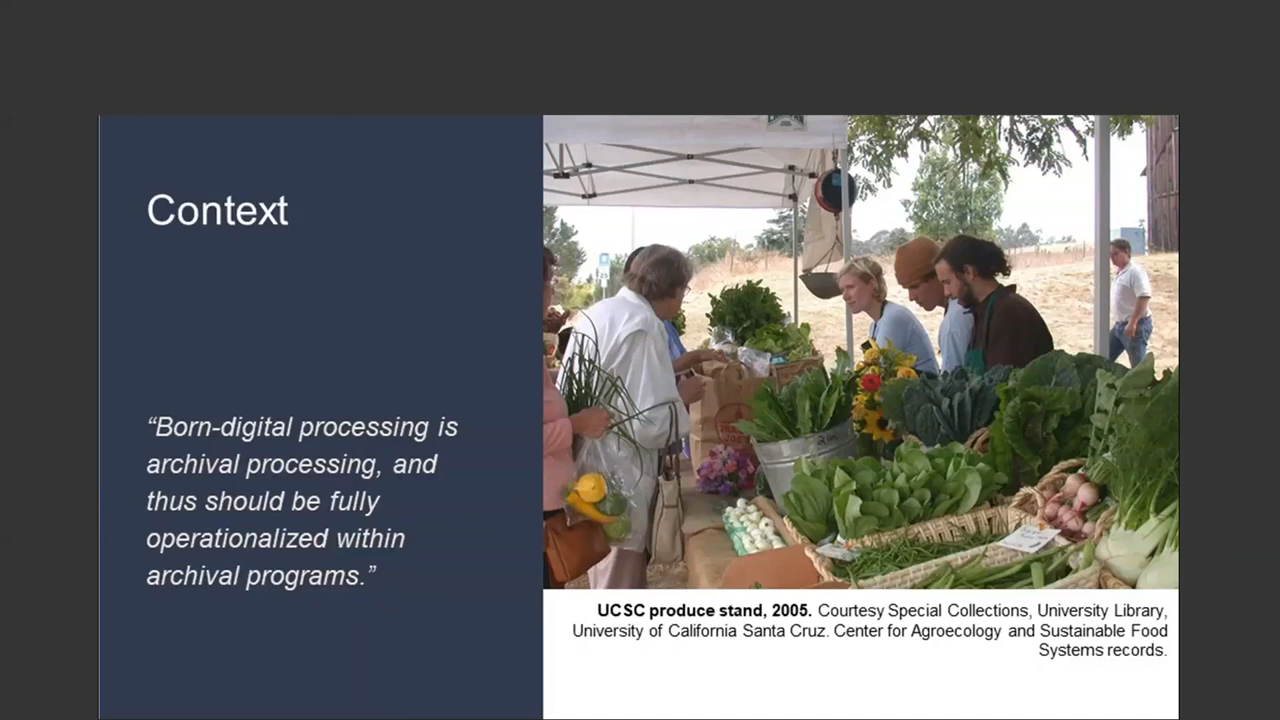 Context
“Born-digital processing is
archival processing, and
thus should be fully
operationalized within
archival programs.”
UCSC produce stand, 2005. Courtesy Special Collections, University Library,
University of California Santa Cruz. Center for Agroecology and Sustainable Food
Systems records.